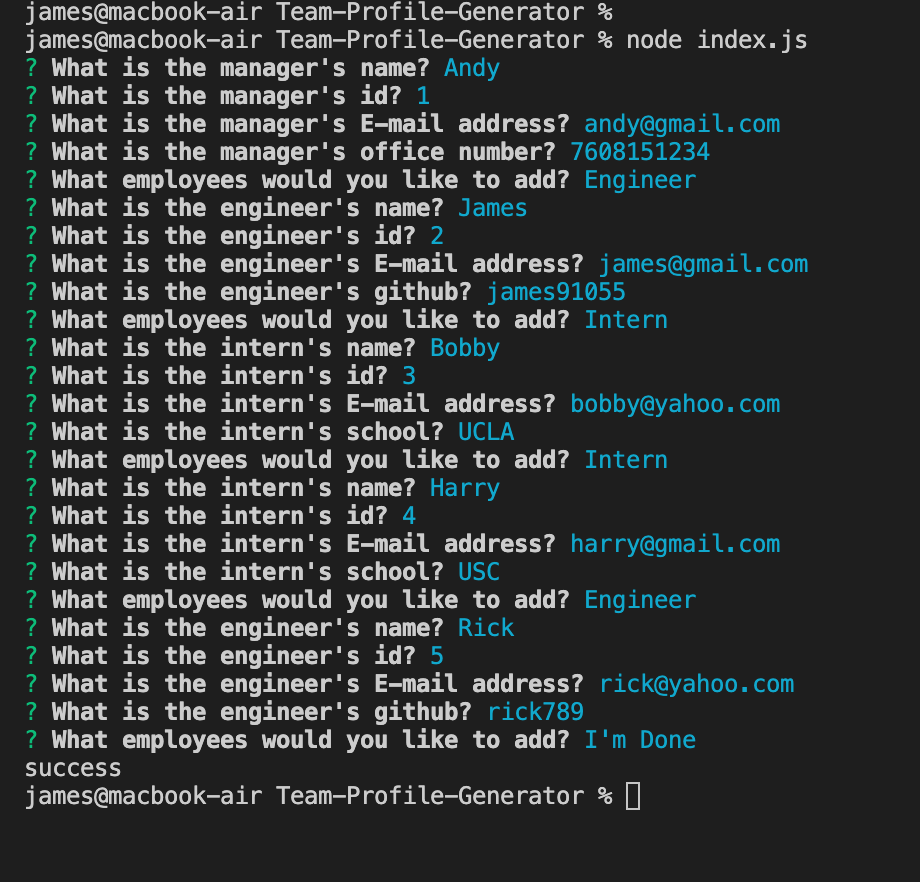 james@macbook-air Team-Profile-Generator %
james@macbook-air Team-Profile-Generator % node index.js
? What is the manager's name? Andy
? What is the manager's id? 1
? What is the manager's E-mail address? andy@gmail.com
? What is the manager's office number? 7608151234
? What employees would you like to add? Engineer
? What is the engineer's name? James
? What is the engineer's id? 2
? What is the engineer's E-mail address? james@gmail.com
? What is the engineer's github? james91055
? What employees would you like to add? Intern
? What is the intern's name? Bobby
? What is the intern's id? 3
? What is the intern's E-mail address? bobby@yahoo.com
? What is the intern's school? UCLA
? What employees would you like to add? Intern
? What is the intern's name? Harry
? What is the intern's id? 4
? What is the intern's E-mail address? harry@gmail.com
? What is the intern's school? USC
? What employees would you like to add? Engineer
? What is the engineer's name? Rick
? What is the engineer's id? 5
? What is the engineer's E-mail address? rick@yahoo.com
? What is the engineer's github? rick789
? What employees would you like to add? I'm Done
success
james@macbook-air Team-Profile-Generator %